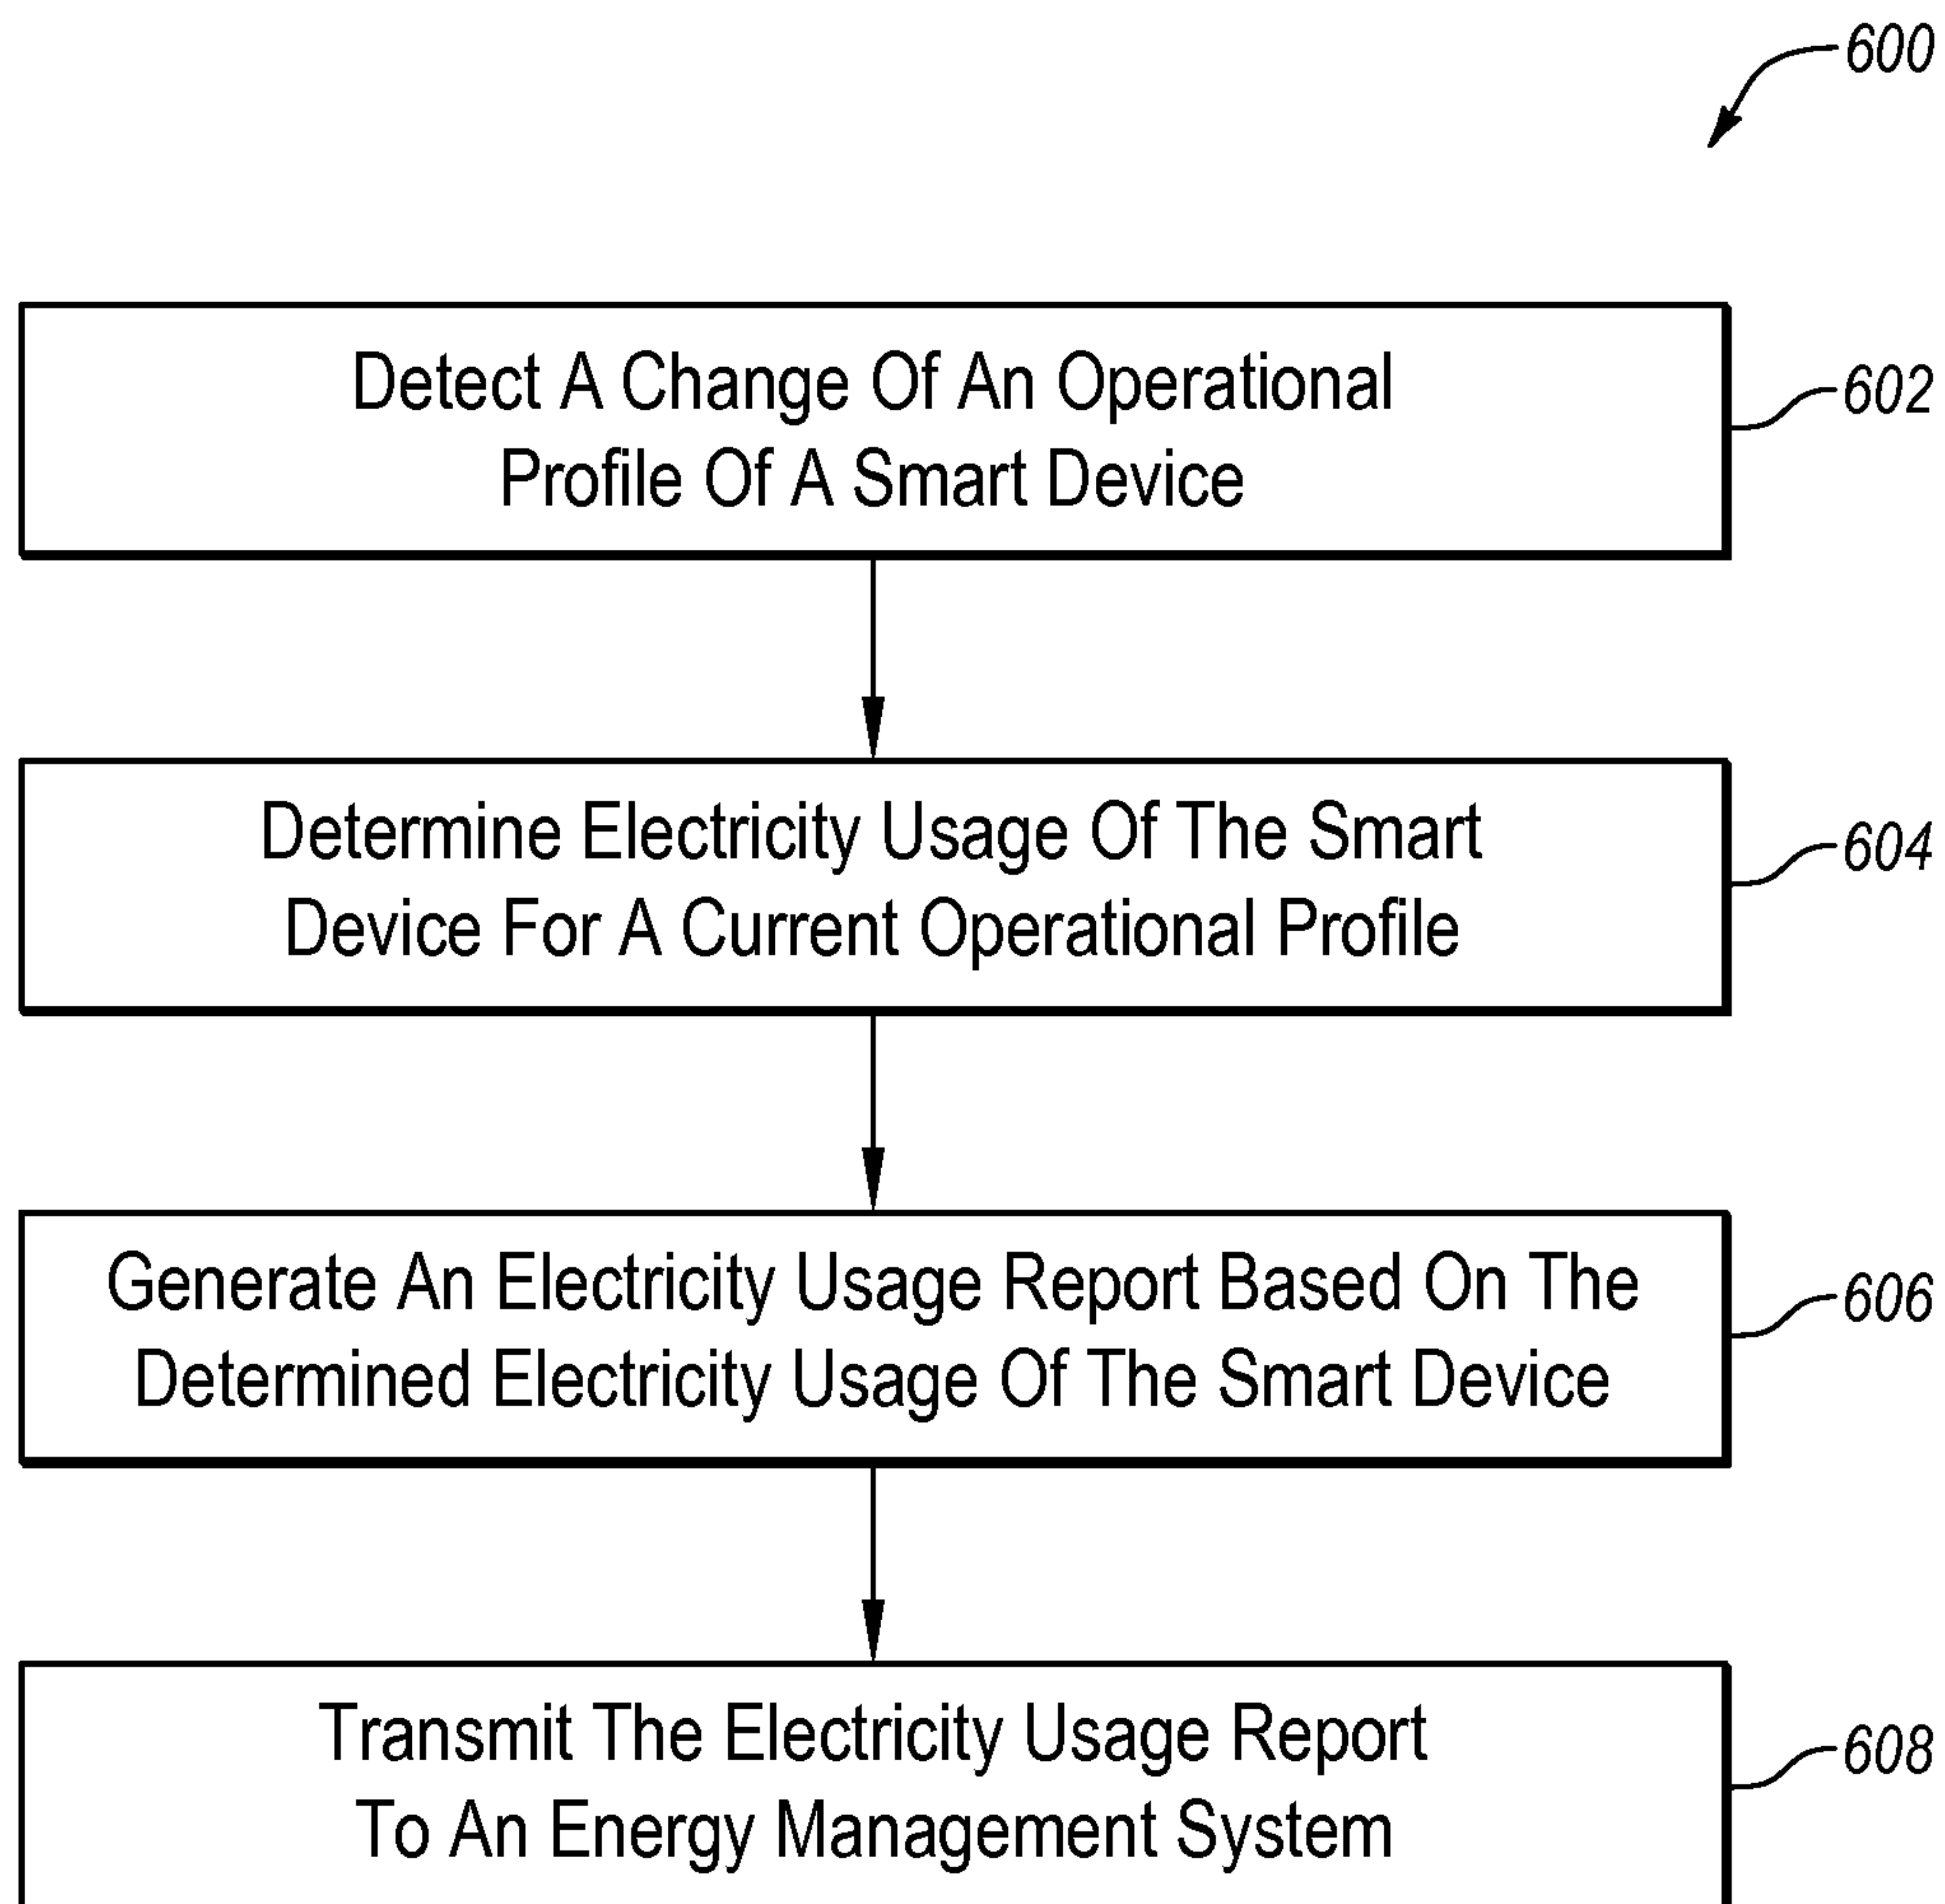 600
Detect A Change Of An Operational
Profile Of A Smart Device
602
Determine Electricity Usage Of The Smart
Device For A Current Operational Profile
604
Generate An Electricity Usage Report Based On The
Determined Electricity Usage Of The Smart Device
606
Transmit The Electricity Usage Report
To An Energy Management System
608